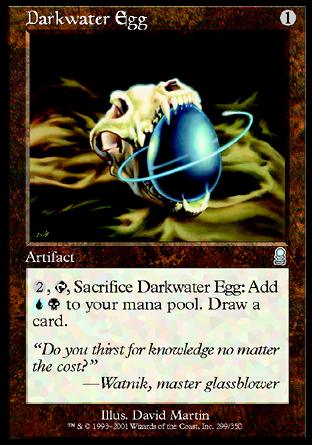 Darkwater Egg 1
Artifact
2, , Sacrifice Darkwater Egg: Add
to your mana pool. Draw a
card.
"Do you thirst for knowledge no matter
the cost?"
—Watnik, master glassblower
Illus. David Martin
™ & © 1993–2001 Wizards of the Coast, Inc. 299/350